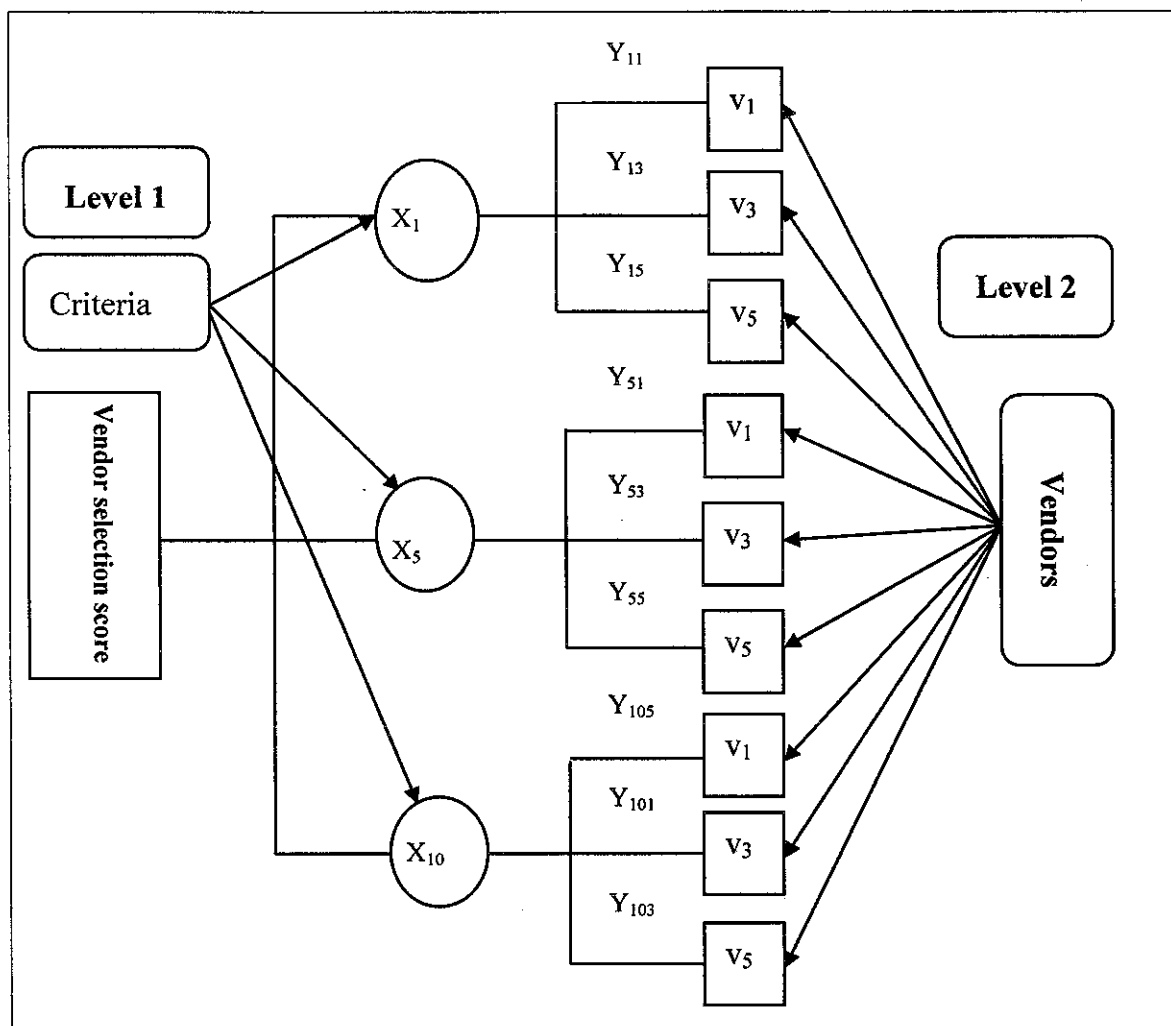 Level 1
Criteria
Vendor selection score
X₁
X₅
X₁₀
Y₁₁
v₁
Y₁₃
v₃
Y₁₅
v₅
Y₅₁
v₁
Y₅₃
v₃
Y₅₅
v₅
Y₁₀₅
v₁
Y₁₀₁
v₃
Y₁₀₃
v₅
Level 2
Vendors